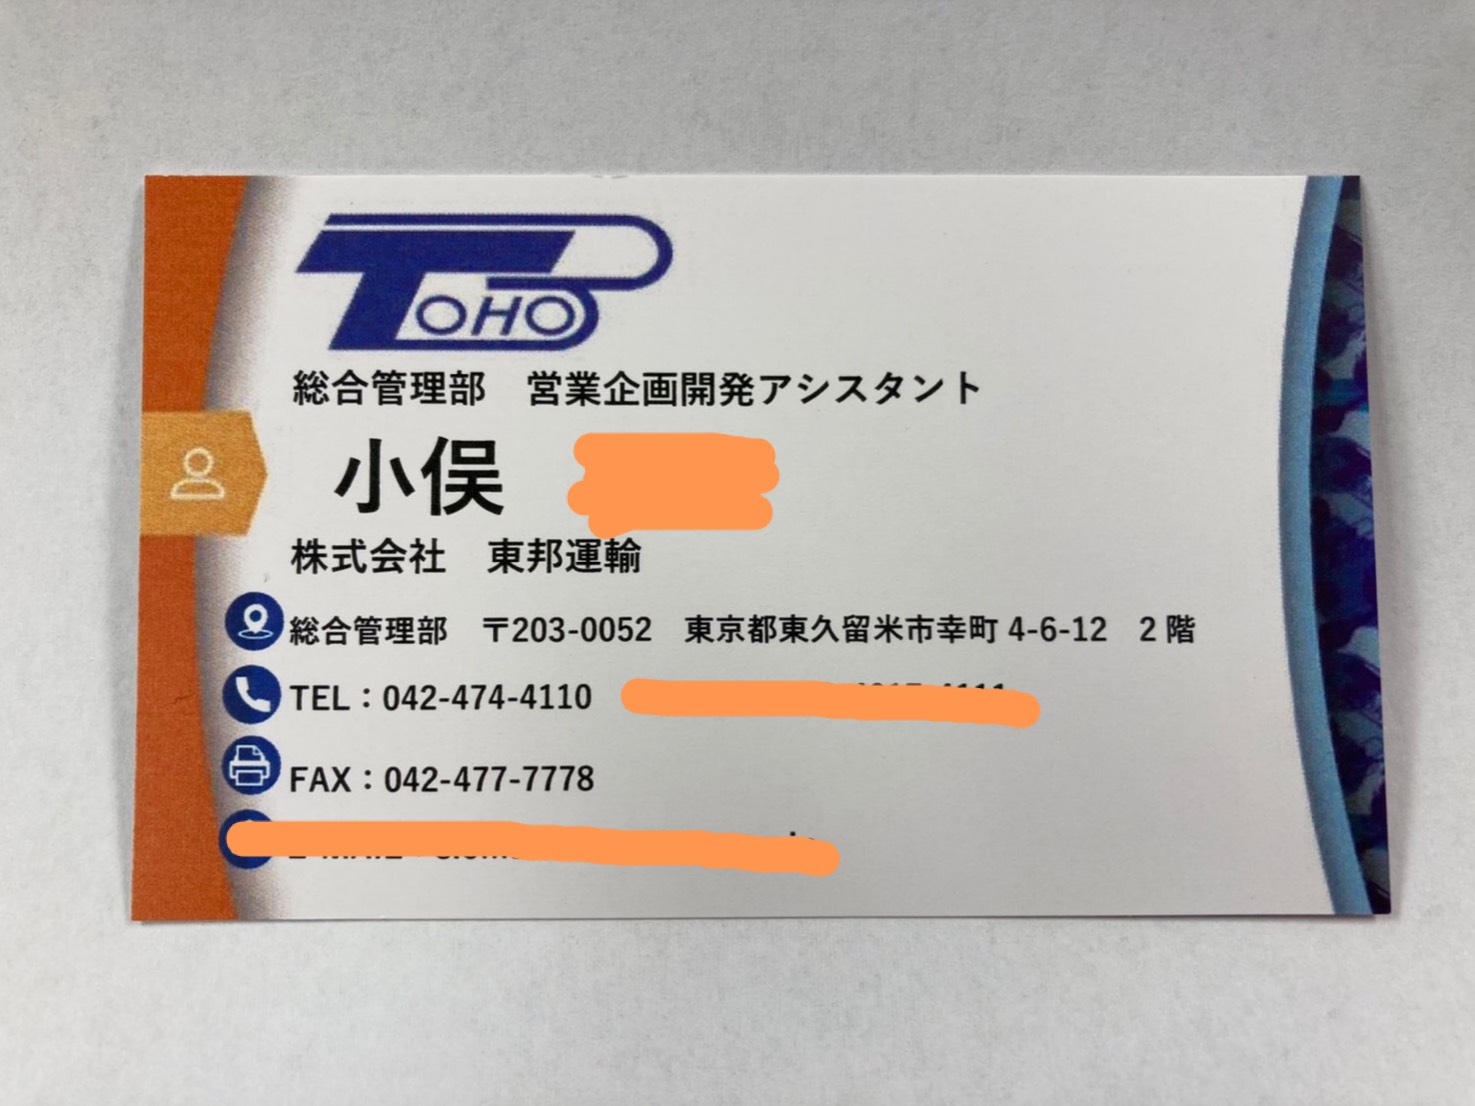 TOHO
総合管理部　営業企画開発アシスタント
小俣
株式会社　東邦運輸
総合管理部　〒203-0052　東京都東久留米市幸町 4-6-12　2 階
TEL：042-474-4110
FAX：042-477-7778